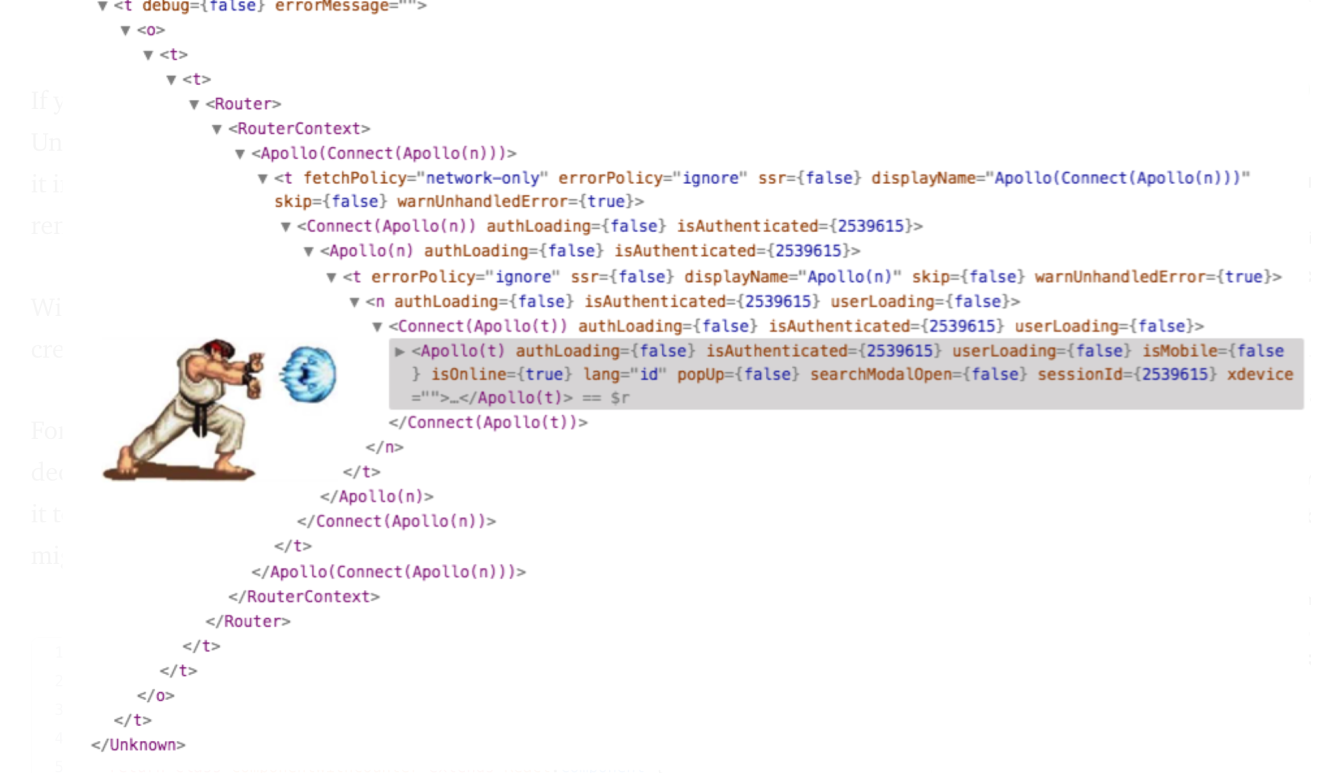 ▼ <t debug={false} errorMessage="">
▼ <o>
▼ <t>
▼ <t>
▼ <Router>
▼ <RouterContext>
▼ <Apollo(Connect(Apollo(n)))>
▼ <t fetchPolicy="network-only" errorPolicy="ignore" ssr={false} displayName="Apollo(Connect(Apollo(n)))"
skip={false} warnUnhandledError={true}>
▼ <Connect(Apollo(n)) authLoading={false} isAuthenticated={2539615}>
▼ <Apollo(n) authLoading={false} isAuthenticated={2539615}>
▼ <t errorPolicy="ignore" ssr={false} displayName="Apollo(n)" skip={false} warnUnhandledError={true}>
▼ <n authLoading={false} isAuthenticated={2539615} userLoading={false}>
▼ <Connect(Apollo(t)) authLoading={false} isAuthenticated={2539615} userLoading={false}>
▶ <Apollo(t) authLoading={false} isAuthenticated={2539615} userLoading={false} isMobile={false
} isOnline={true} lang="id" popUp={false} searchModalOpen={false} sessionId={2539615} xdevice
="">…</Apollo(t)> == $r
</Connect(Apollo(t))>
</n>
</t>
</Apollo(n)>
</Connect(Apollo(n))>
</t>
</Apollo(Connect(Apollo(n)))>
</RouterContext>
</Router>
</t>
</t>
</o>
</t>
</Unknown>